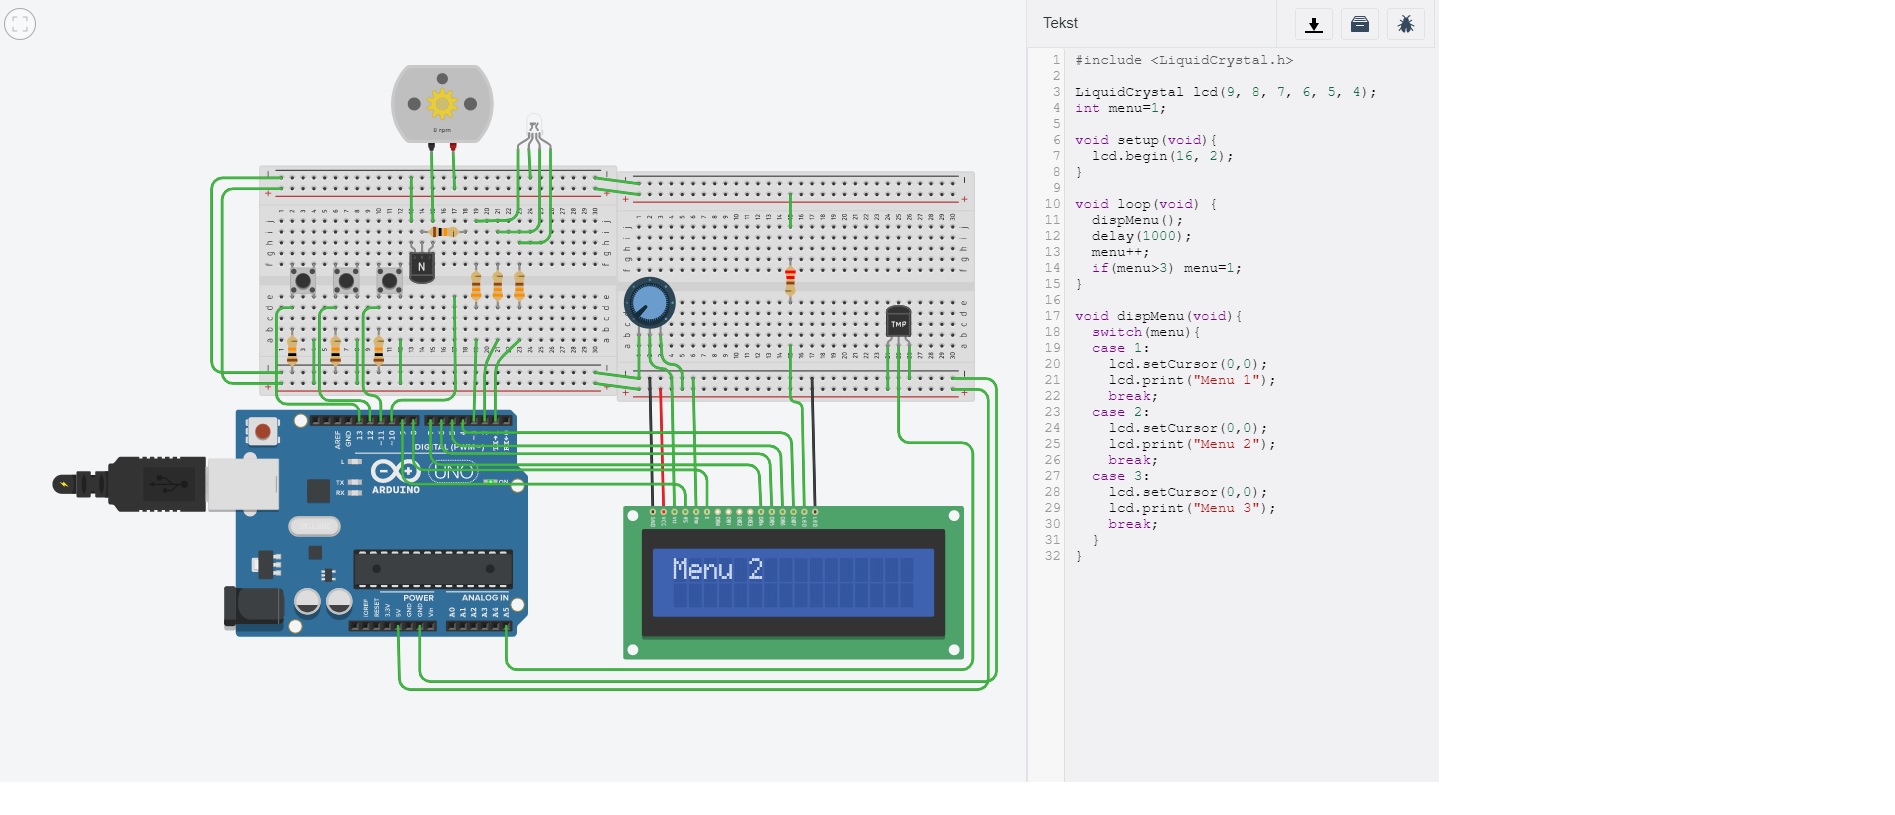 Tekst
1 #include <LiquidCrystal.h>
2
3 LiquidCrystal lcd(9, 8, 7, 6, 5, 4);
4 int menu=1;
5
6 void setup(void){
7 lcd.begin(16, 2);
8 }
9
10 void loop(void) {
11 dispMenu();
12 delay(1000);
13 menu++;
14 if(menu>3) menu=1;
15 }
16
17 void dispMenu(void){
18 switch(menu){
19 case 1:
20 lcd.setCursor(0,0);
21 lcd.print("Menu 1");
22 break;
23 case 2:
24 lcd.setCursor(0,0);
25 lcd.print("Menu 2");
26 break;
27 case 3:
28 lcd.setCursor(0,0);
29 lcd.print("Menu 3");
30 break;
31 }
32 }
N
TMP
AREF
GND
13
12
~11
~10
DIGITAL (PWM~)
L
TX
RX
ARDUINO
UNO
ON
POWER
ANALOG IN
IOREF
RESET
3.3V
5V
GND
GND
Vin
A0
A1
A2
A3
A4
A5
Menu 2